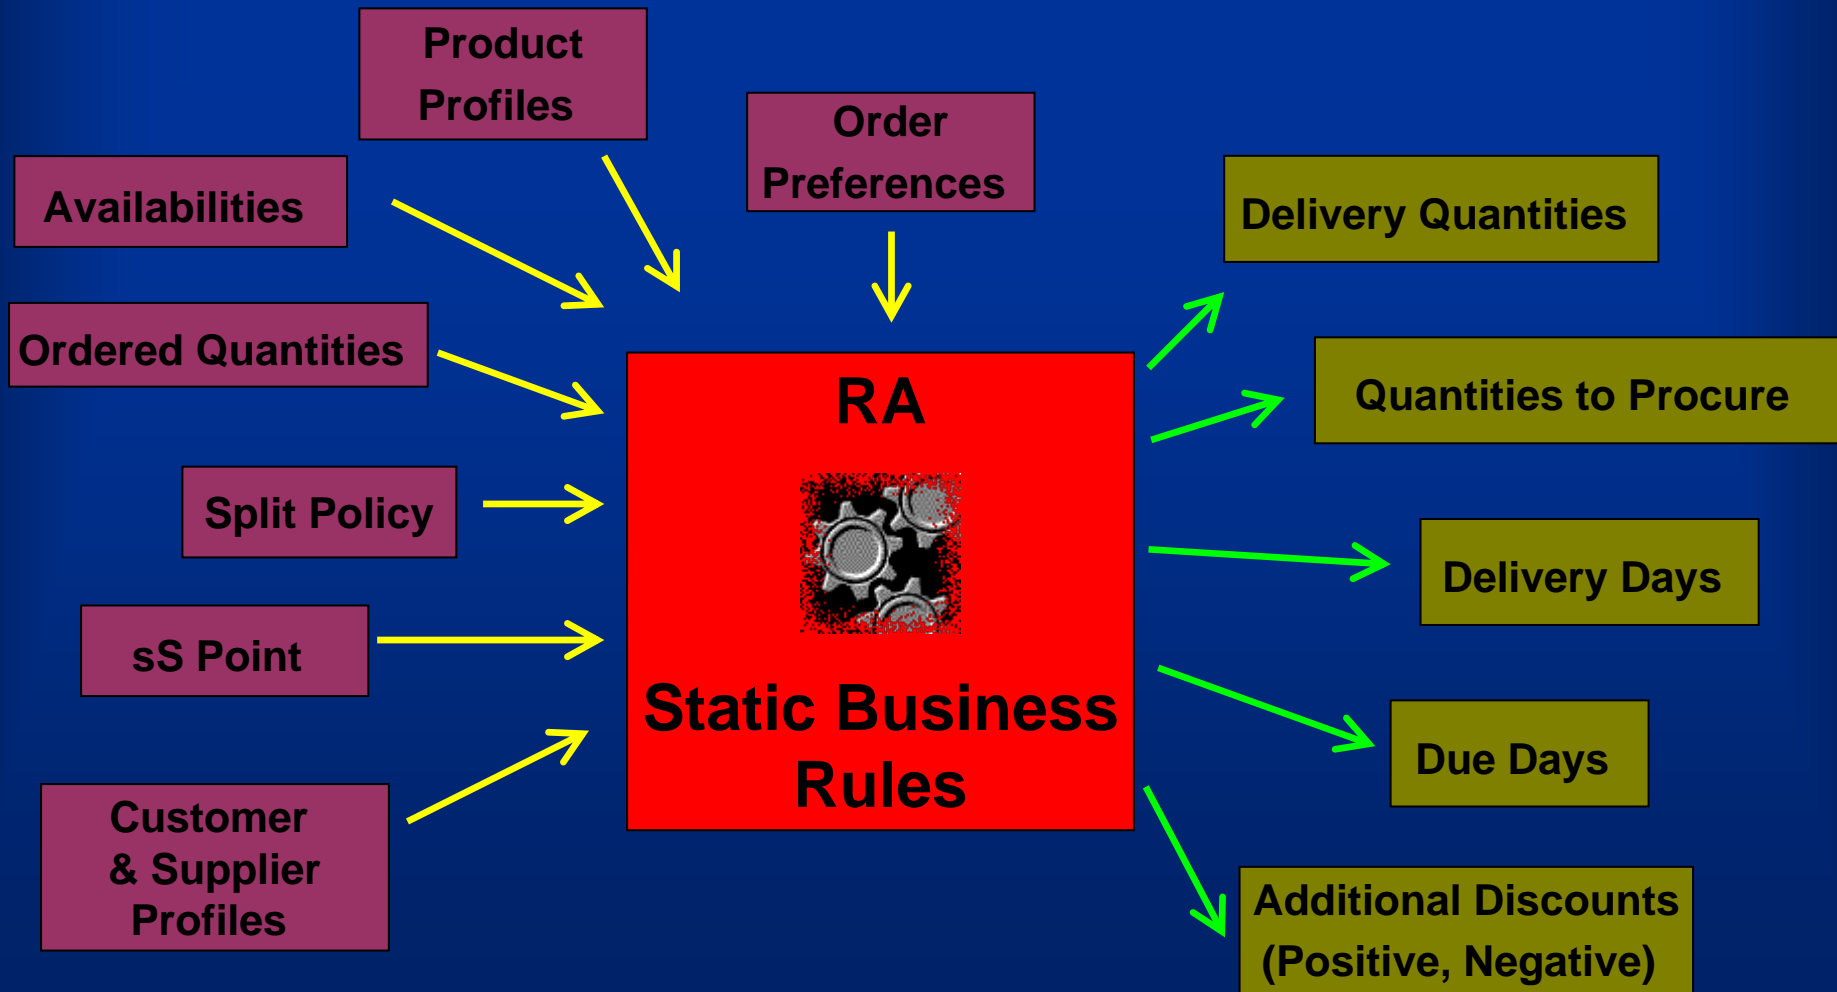 Product
Profiles
Order
Preferences
Availabilities
Delivery Quantities
Ordered Quantities
Quantities to Procure
RA
Split Policy
Delivery Days
sS Point
Static Business
Rules
Due Days
Customer
& Supplier
Profiles
Additional Discounts
(Positive, Negative)